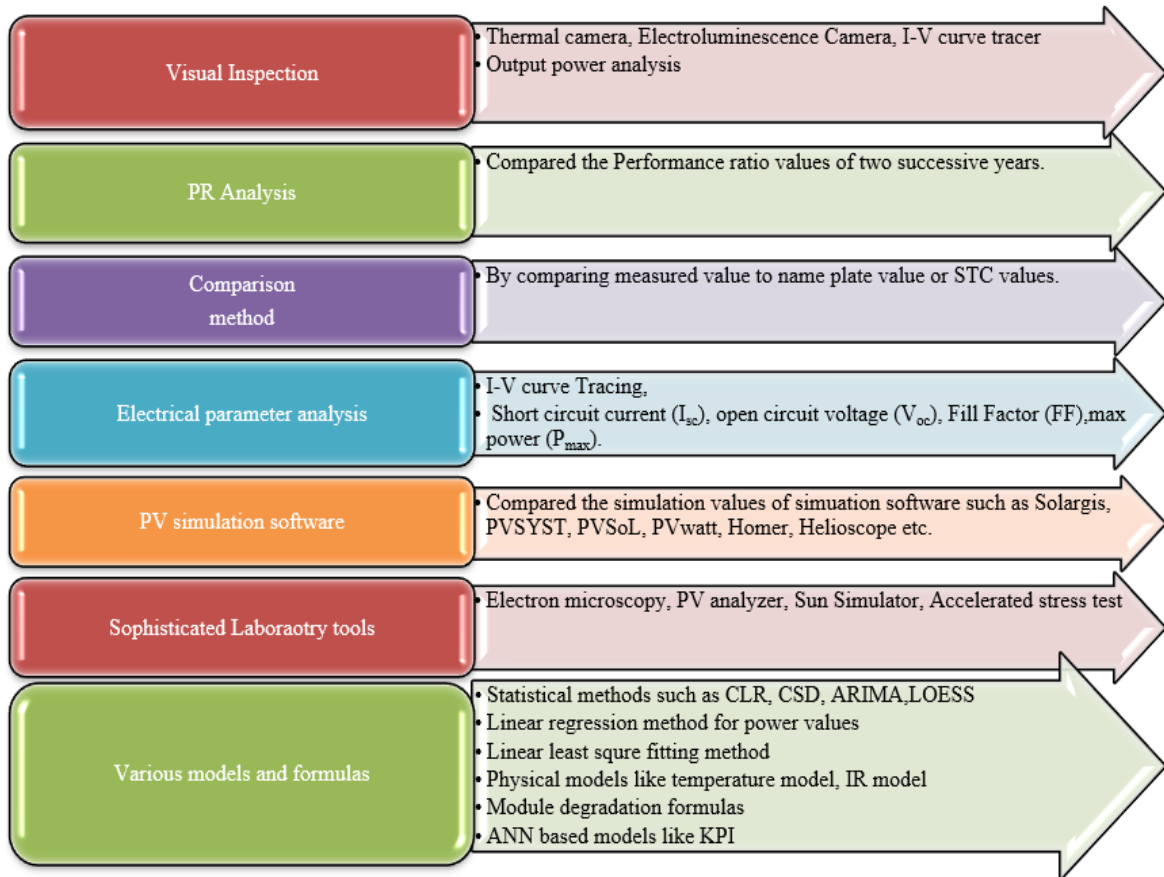 Visual Inspection
• Thermal camera, Electroluminescence Camera, I-V curve tracer
• Output power analysis
PR Analysis
• Compared the Performance ratio values of two successive years.
Comparison
method
• By comparing measured value to name plate value or STC values.
Electrical parameter analysis
• I-V curve Tracing,
• Short circuit current (Isc), open circuit voltage (Voc), Fill Factor (FF),max
power (Pmax).
PV simulation software
• Compared the simulation values of simuation software such as Solargis,
PVSYST, PVSoL, PVwatt, Homer, Helioscope etc.
Sophisticated Laboraotry tools
• Electron microscopy, PV analyzer, Sun Simulator, Accelerated stress test
Various models and formulas
• Statistical methods such as CLR, CSD, ARIMA,LOESS
• Linear regression method for power values
• Linear least squre fitting method
• Physical models like temperature model, IR model
• Module degradation formulas
• ANN based models like KPI